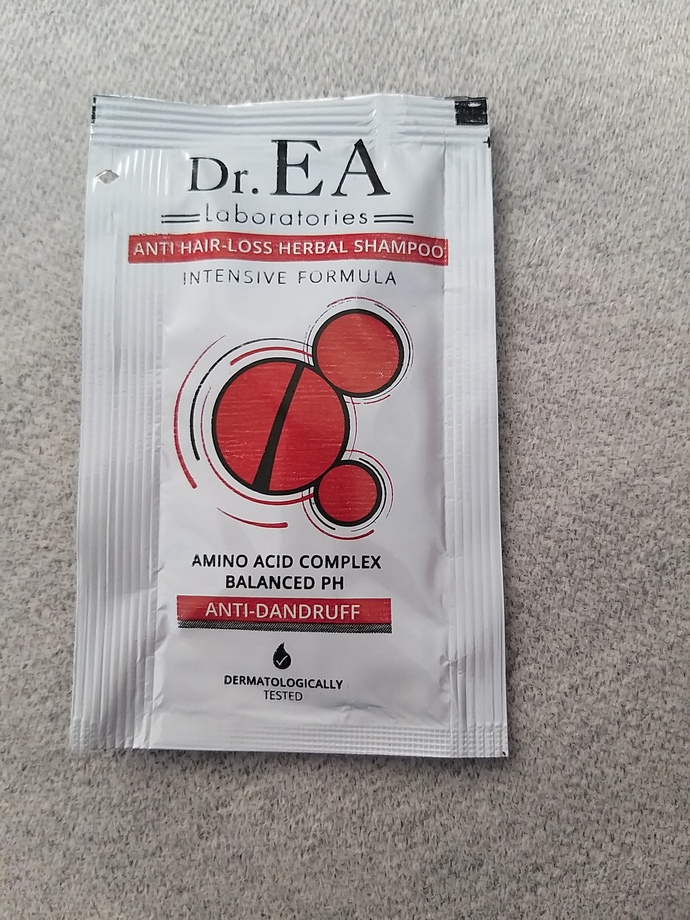 Dr. EA
Laboratories
ANTI HAIR-LOSS HERBAL SHAMPOO
INTENSIVE FORMULA
AMINO ACID COMPLEX
BALANCED PH
ANTI-DANDRUFF
DERMATOLOGICALLY
TESTED